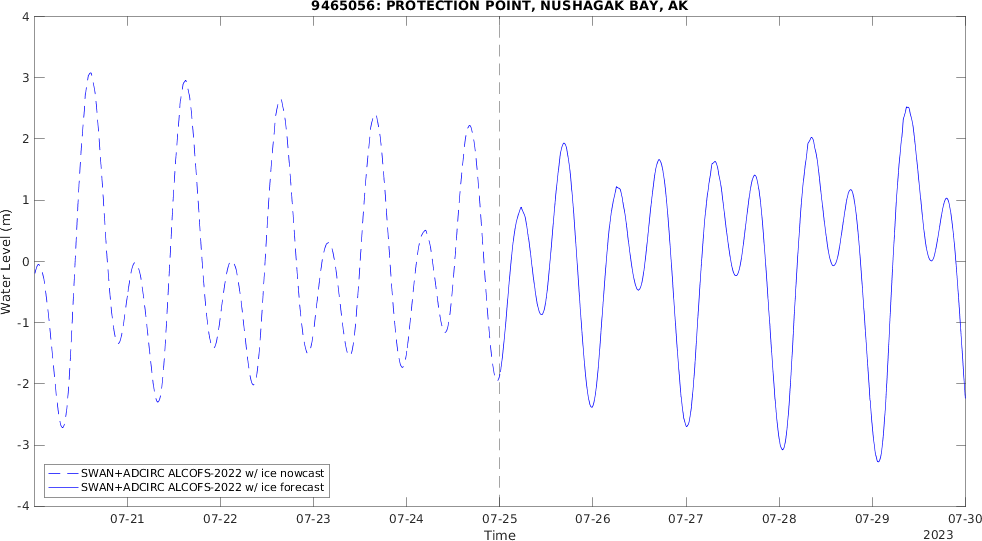 9465056: PROTECTION POINT, NUSHAGAK BAY, AK
4
3
2
1
0
-1
-2
-3
-4
Water Level (m)
SWAN+ADCIRC ALCOFS-2022 w/ ice nowcast
SWAN+ADCIRC ALCOFS-2022 w/ ice forecast
07-21 07-22 07-23 07-24 07-25 07-26 07-27 07-28 07-29 07-30
Time
2023